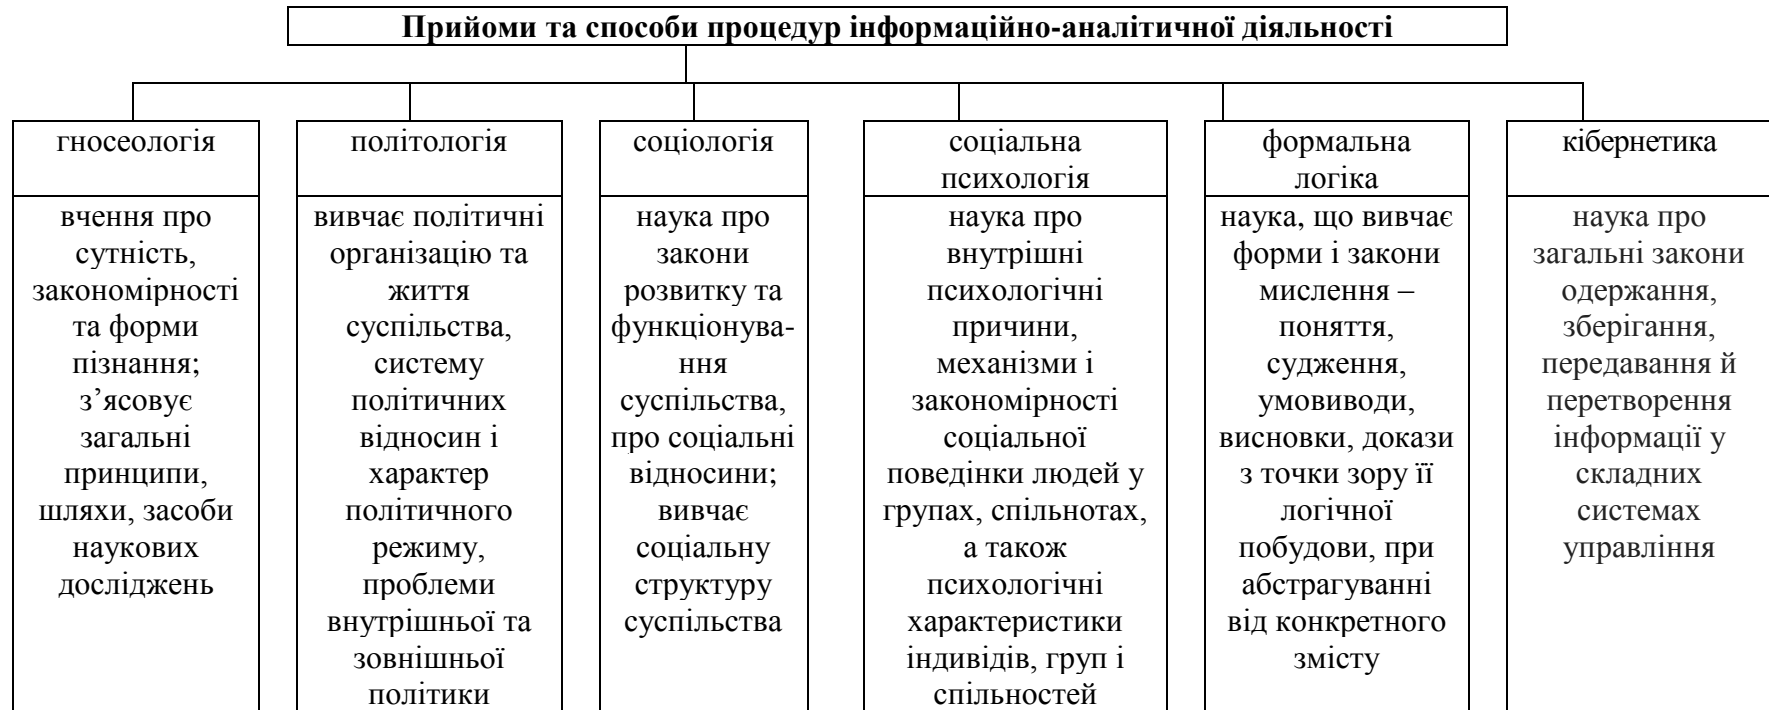 Прийоми та способи процедур інформаційно-аналітичної діяльності
гносеологія
вчення про
сутність,
закономірності
та форми
пізнання;
з’ясовує
загальні
принципи,
шляхи, засоби
наукових
досліджень
політологія
вивчає політичні
організацію та
життя
суспільства,
систему
політичних
відносин і
характер
політичного
режиму,
проблеми
внутрішньої та
зовнішньої
політики
соціологія
наука про
закони
розвитку та
функціонува-
ння
суспільства,
про соціальні
відносини;
вивчає
соціальну
структуру
суспільства
соціальна
психологія
наука про
внутрішні
психологічні
причини,
механізми і
закономірності
соціальної
поведінки людей у
групах, спільнотах,
а також
психологічні
характеристики
індивідів, груп і
спільностей
формальна
логіка
наука, що вивчає
форми і закони
мислення –
поняття,
судження,
умовиводи,
висновки, докази
з точки зору її
логічної
побудови, при
абстрагуванні
від конкретного
змісту
кібернетика
наука про
загальні закони
одержання,
зберігання,
передавання й
перетворення
інформації у
складних
системах
управління